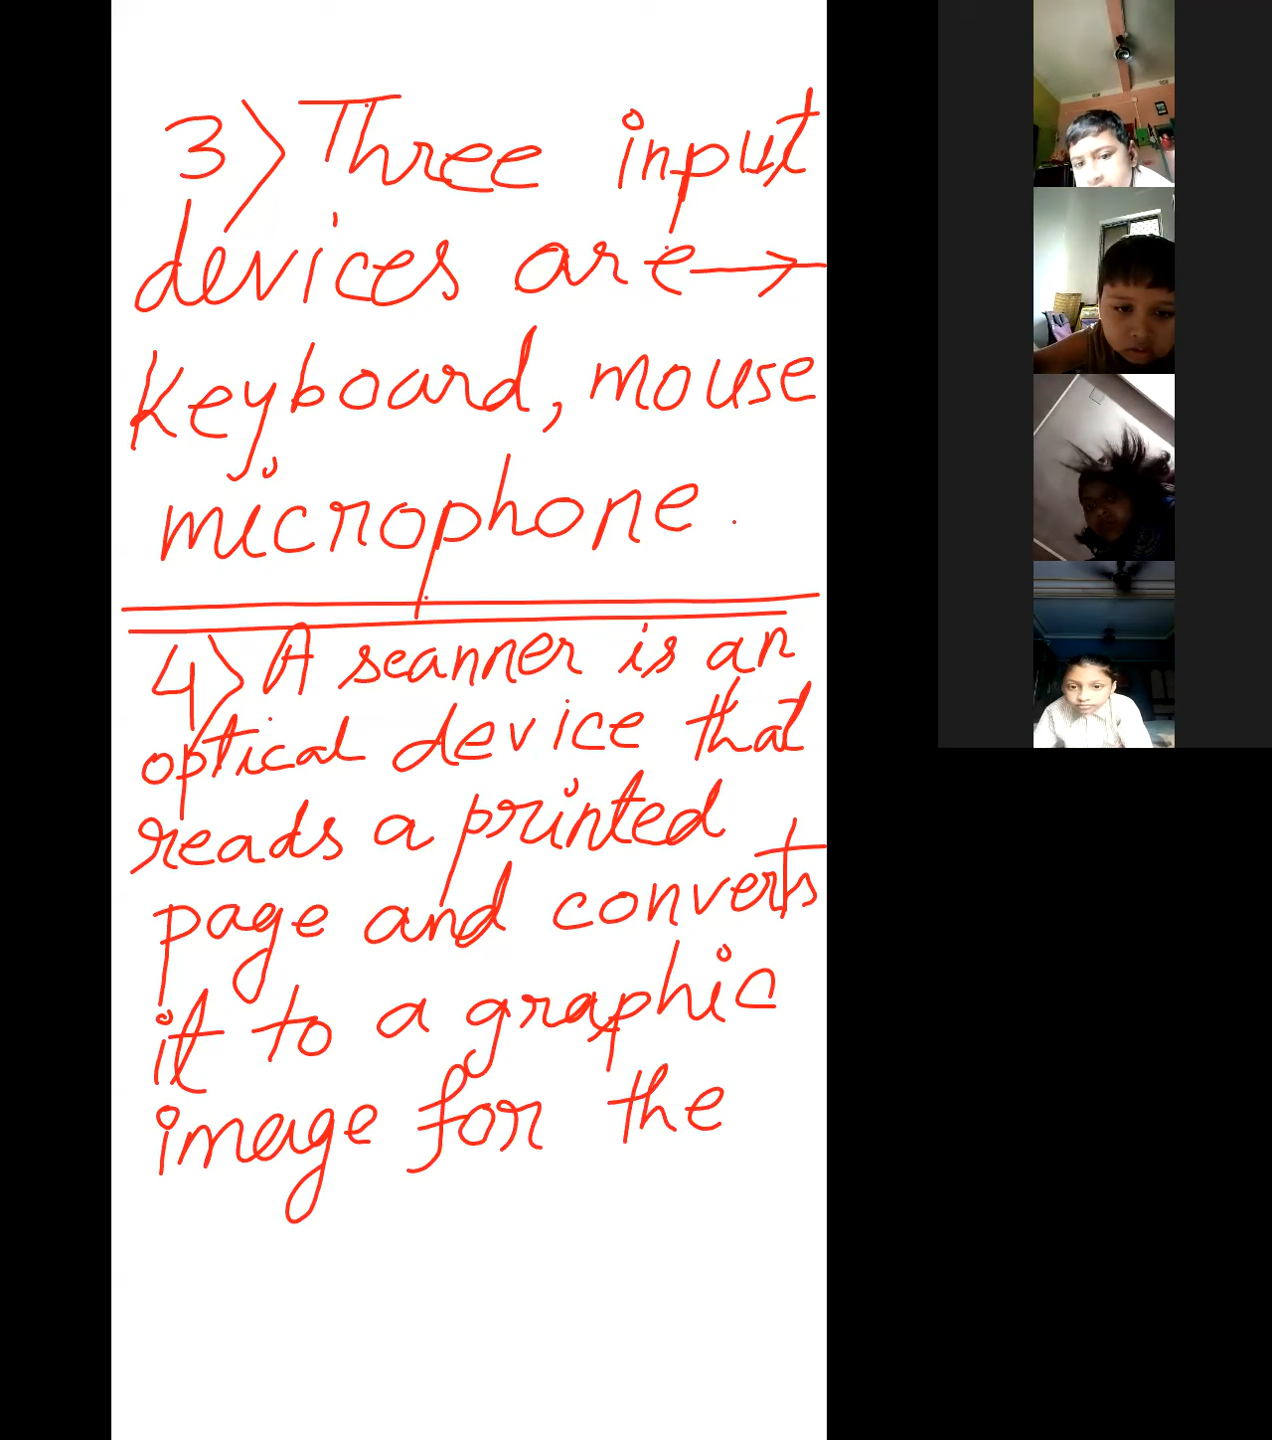 3) Three input
devices are →
keyboard, mouse
microphone.
4) A scanner is an
optical device that
reads a printed
page and converts
it to a graphic
image for the